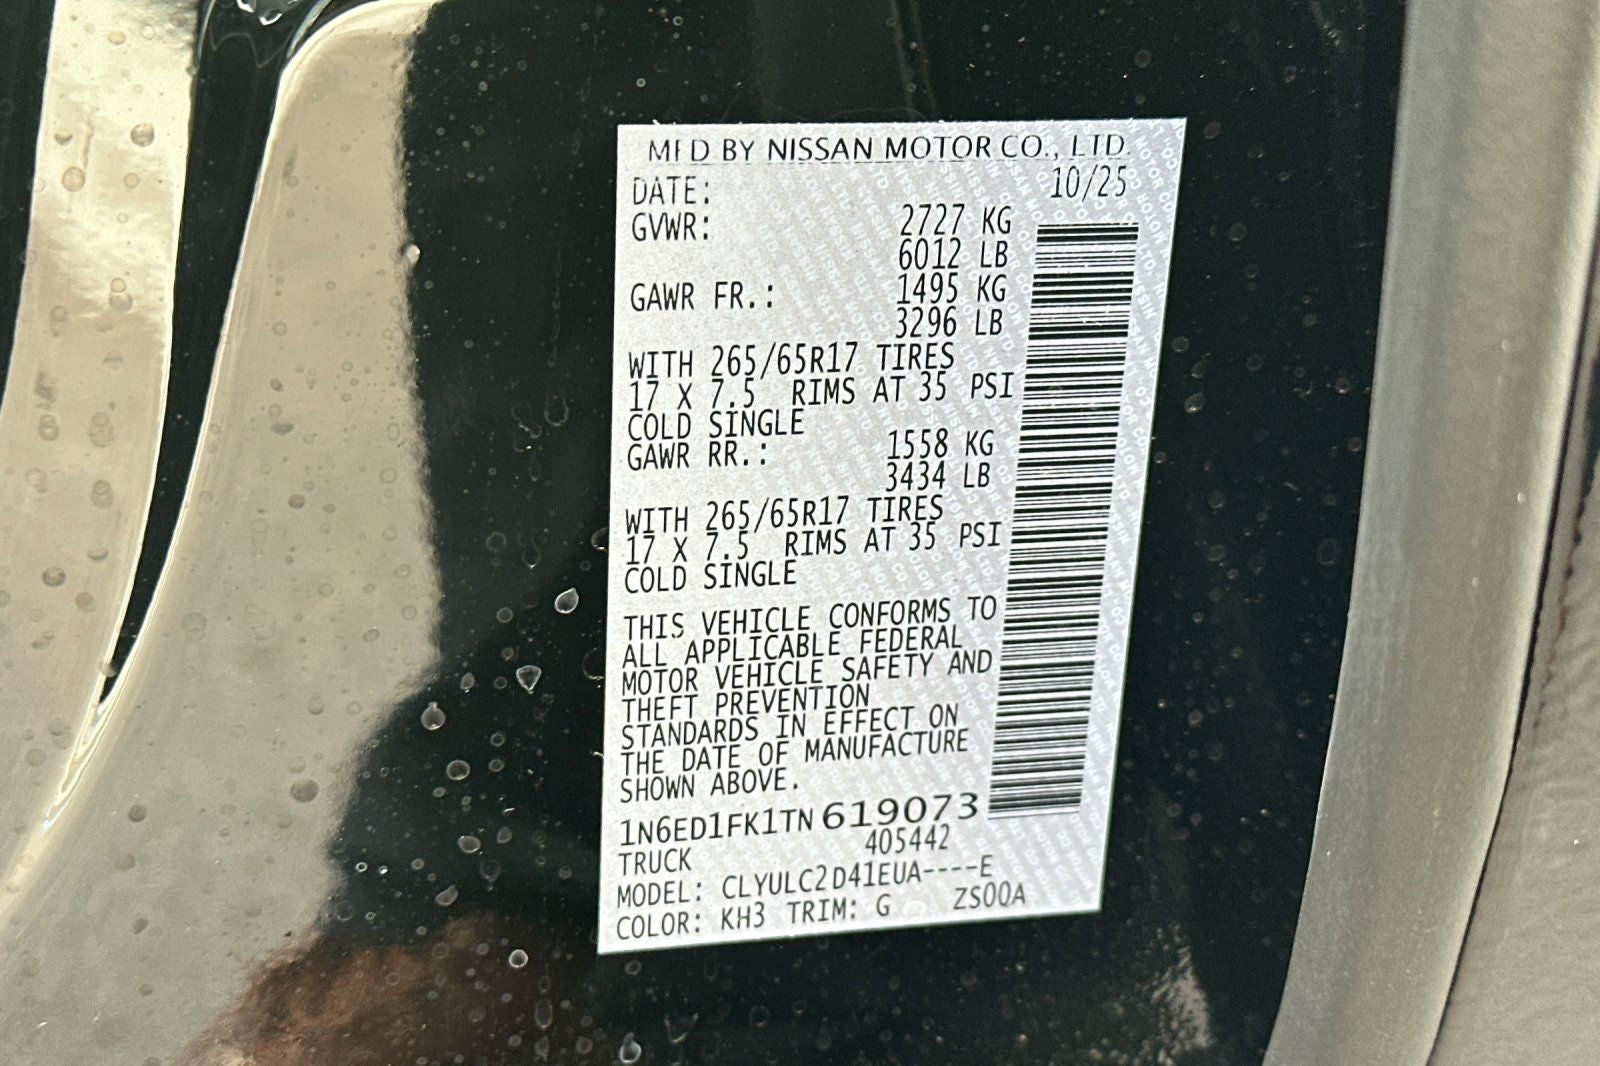 MFD BY NISSAN MOTOR CO., LTD.
DATE: 10/25
GVWR: 2727 KG
6012 LB
GAWR FR.: 1495 KG
3296 LB
WITH 265/65R17 TIRES
17 X 7.5 RIMS AT 35 PSI
COLD SINGLE
GAWR RR.: 1558 KG
3434 LB
WITH 265/65R17 TIRES
17 X 7.5 RIMS AT 35 PSI
COLD SINGLE
THIS VEHICLE CONFORMS TO
ALL APPLICABLE FEDERAL
MOTOR VEHICLE SAFETY AND
THEFT PREVENTION
STANDARDS IN EFFECT ON
THE DATE OF MANUFACTURE
SHOWN ABOVE.
1N6ED1FK1TN619073
TRUCK 405442
MODEL: CLYULC2D41EUA----E
COLOR: KH3 TRIM: G ZS00A